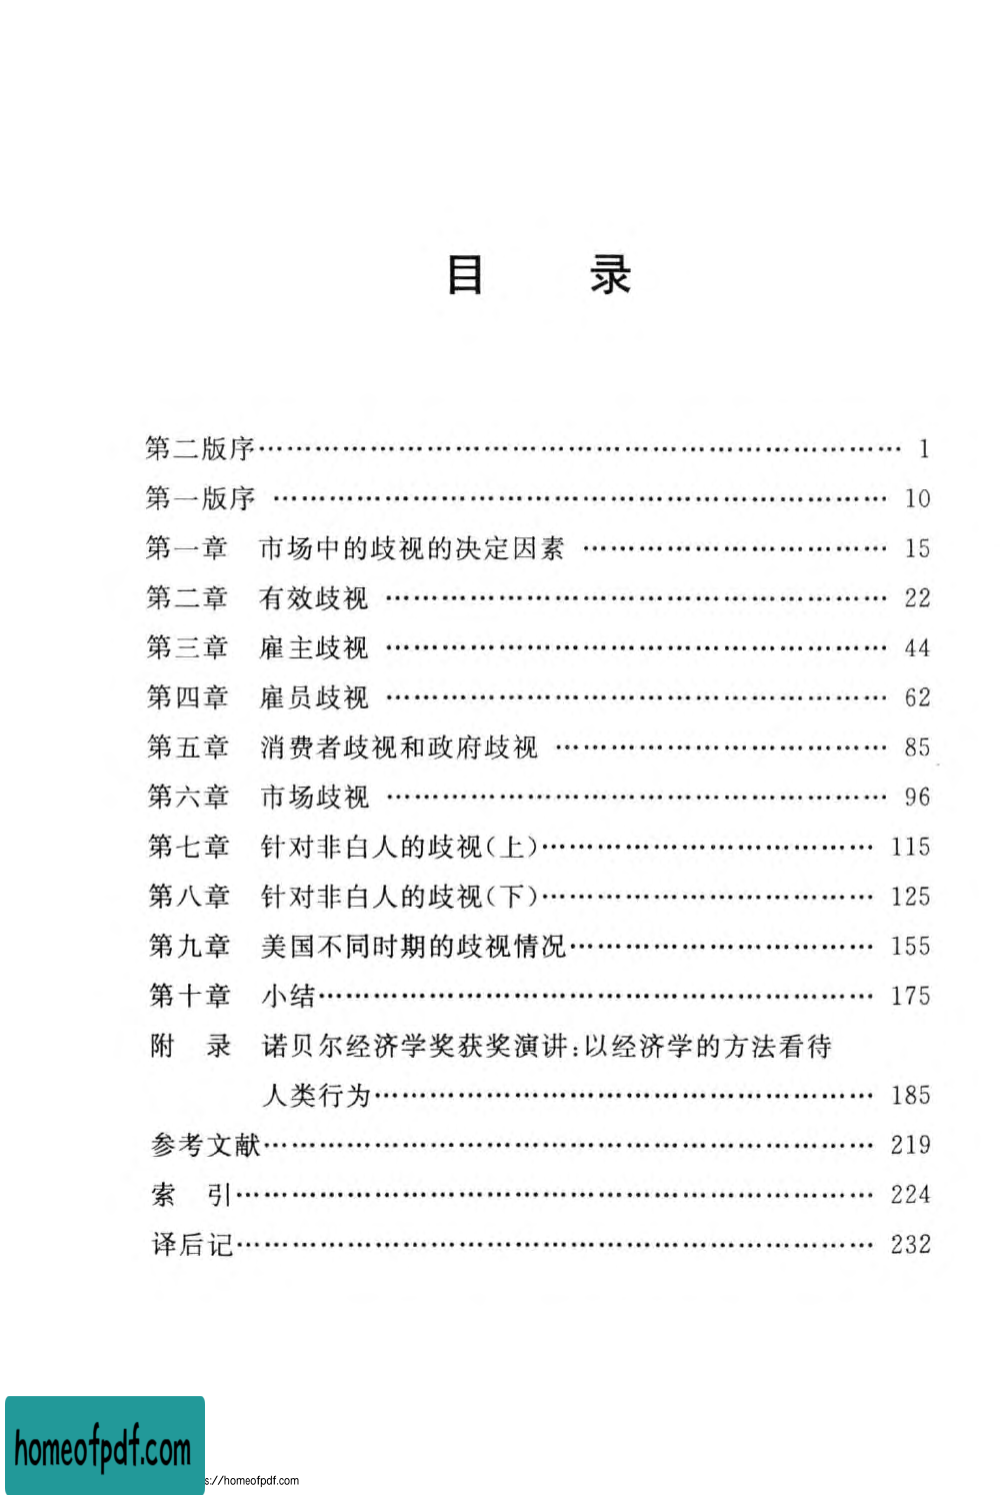 目 录
第二版序…………………………………………………………… 1
第一版序 ………………………………………………………… 10
第一章 市场中的歧视的决定因素 …………………………… 15
第二章 有效歧视 ……………………………………………… 22
第三章 雇主歧视 ……………………………………………… 44
第四章 雇员歧视 ……………………………………………… 62
第五章 消费者歧视和政府歧视 ……………………………… 85
第六章 市场歧视 ……………………………………………… 96
第七章 针对非白人的歧视(上)……………………………… 115
第八章 针对非白人的歧视(下)……………………………… 125
第九章 美国不同时期的歧视情况…………………………… 155
第十章 小结…………………………………………………… 175
附 录 诺贝尔经济学奖获奖演讲:以经济学的方法看待
人类行为……………………………………………… 185
参考文献………………………………………………………… 219
索 引…………………………………………………………… 224
译后记…………………………………………………………… 232
homeofpdf.com
s://homeofpdf.com